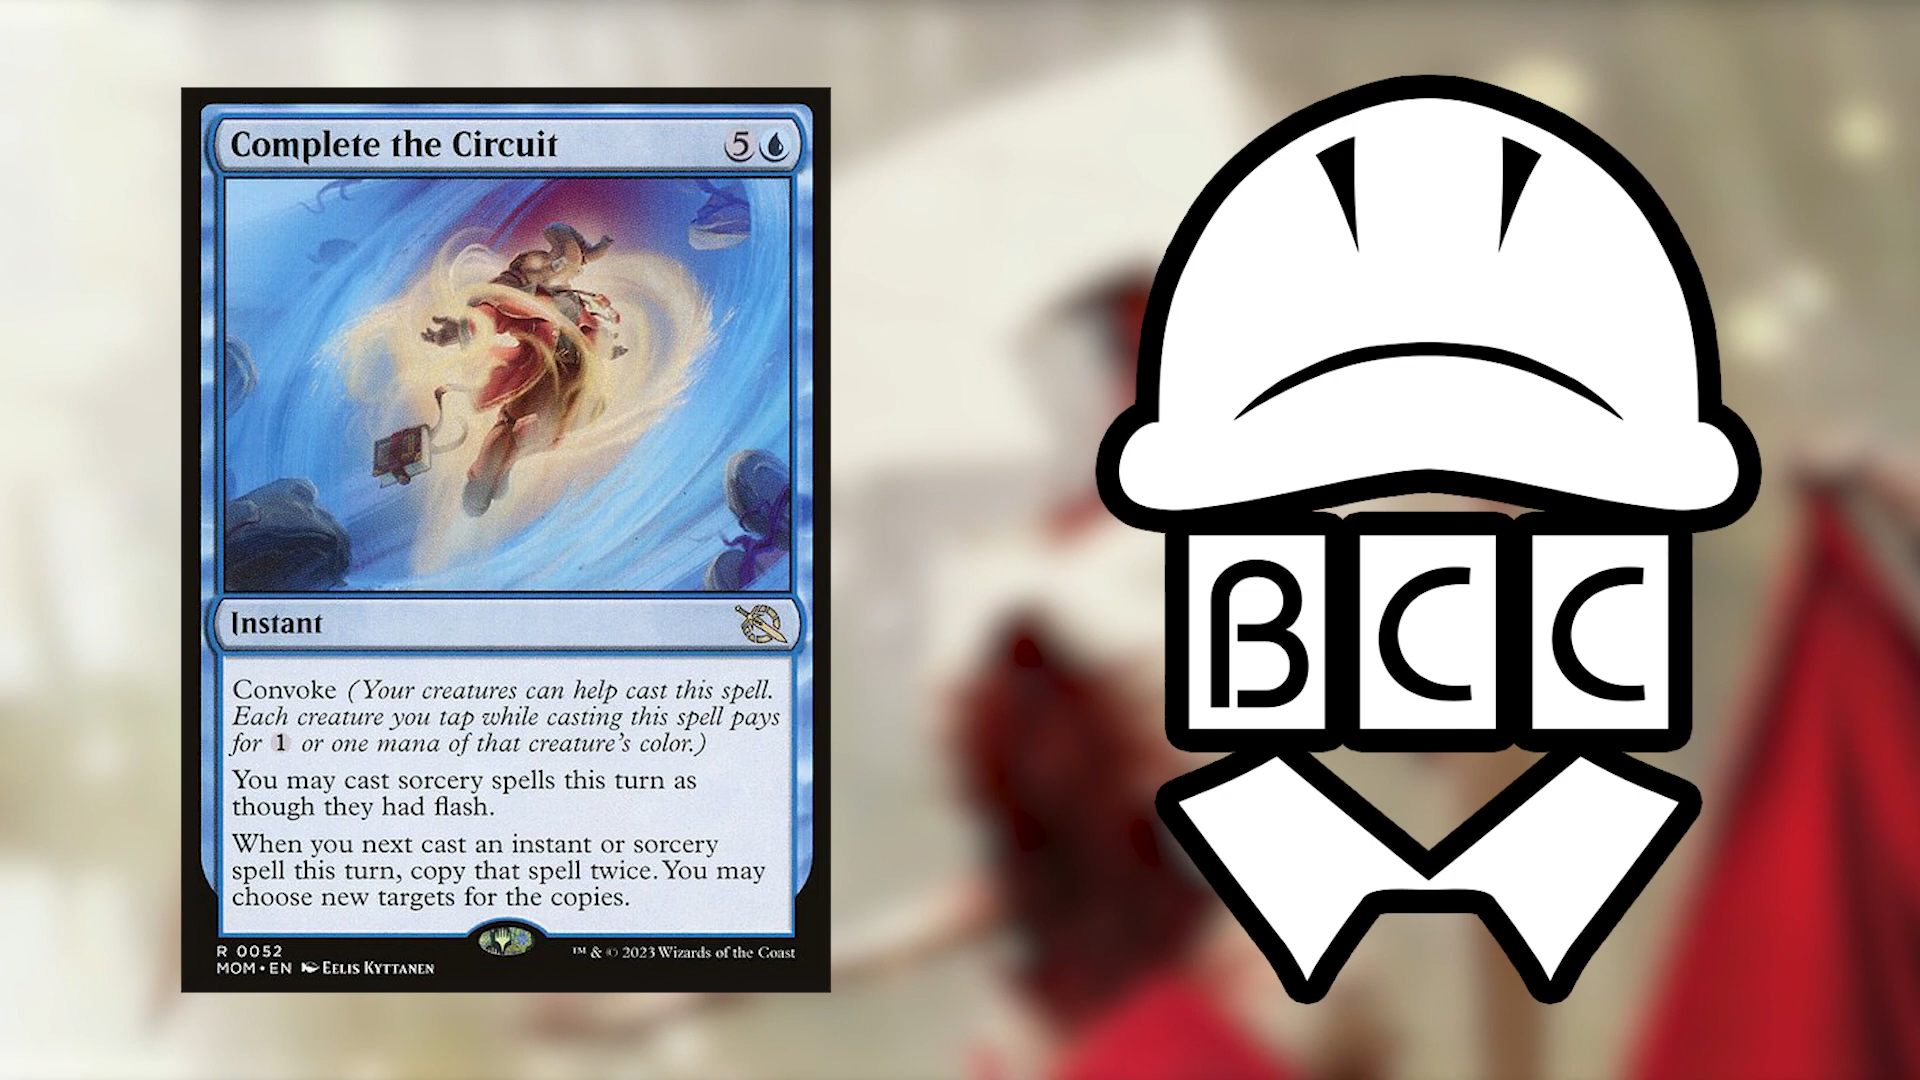 Complete the Circuit 5
Instant
Convoke (Your creatures can help cast this spell.
Each creature you tap while casting this spell pays
for 1 or one mana of that creature's color.)
You may cast sorcery spells this turn as
though they had flash.
When you next cast an instant or sorcery
spell this turn, copy that spell twice. You may
choose new targets for the copies.
R 0052
MOM • EN EELIS KYTTANEN
™ & © 2023 Wizards of the Coast
BCC